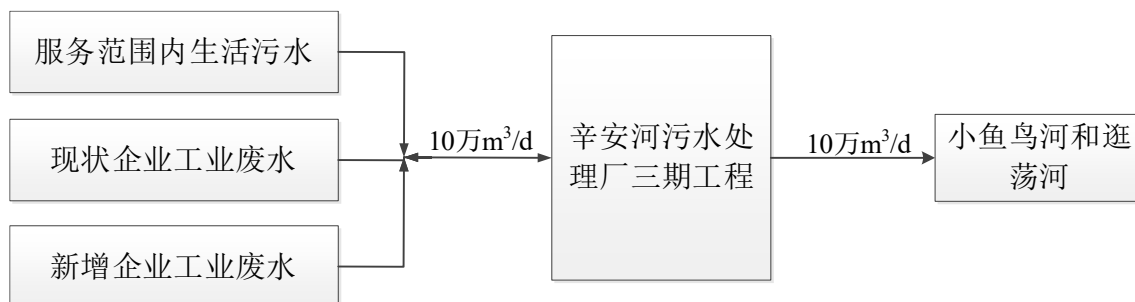 服务范围内生活污水
现状企业工业废水
新增企业工业废水
10万m³/d
辛安河污水处
理厂三期工程
10万m³/d
小鱼鸟河和逛
荡河